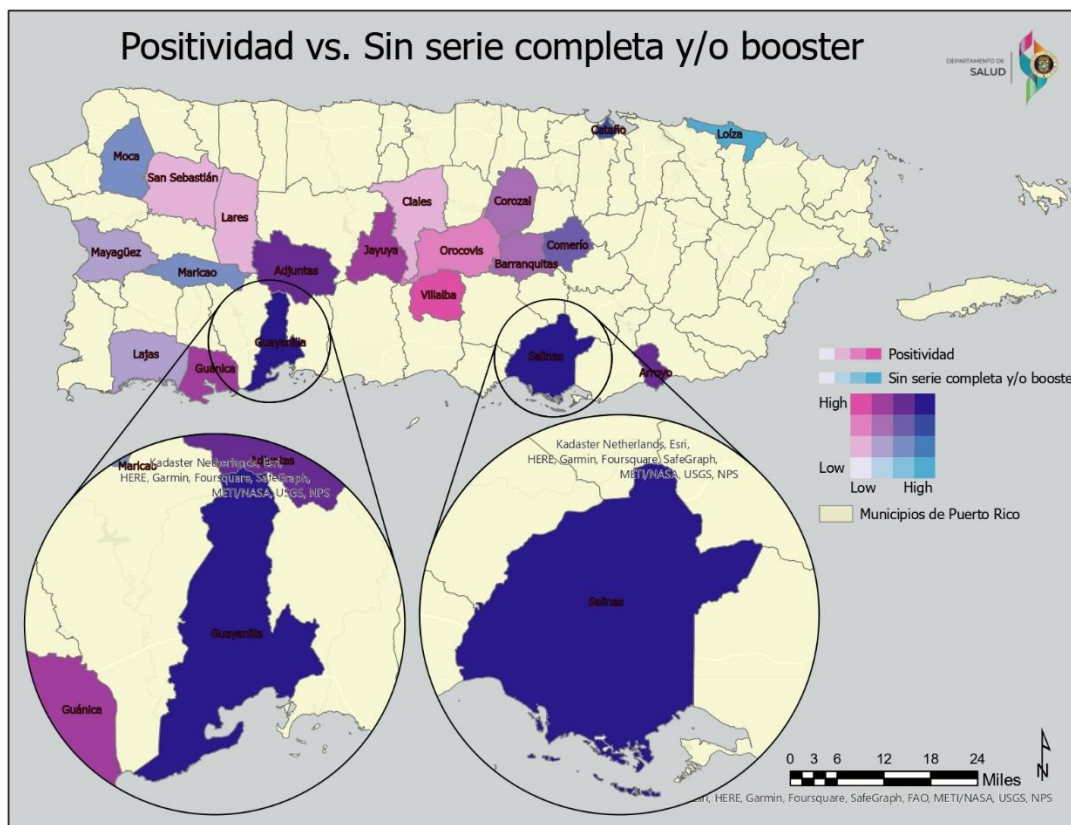 Positividad vs. Sin serie completa y/o booster
DEPARTAMENTO DE
SALUD
Cataño
Loíza
Moca
San Sebastián
Lares
Ciales
Corozal
Mayagüez
Maricao
Adjuntas
Jayuya
Orocovis
Barranquitas
Comerío
Villalba
Lajas
Guánica
Guayanilla
Salinas
Arroyo
Positividad
Sin serie completa y/o booster
High
Low
Low High
Municipios de Puerto Rico
Maricao
Adjuntas
Kadaster Netherlands, Esri,
HERE, Garmin, Foursquare, SafeGraph,
METI/NASA, USGS, NPS
Guayanilla
Guánica
Kadaster Netherlands, Esri,
HERE, Garmin, Foursquare, SafeGraph,
METI/NASA, USGS, NPS
Salinas
0 3 6 12 18 24
Miles
N
Esri, HERE, Garmin, Foursquare, SafeGraph, FAO, METI/NASA, USGS, NPS